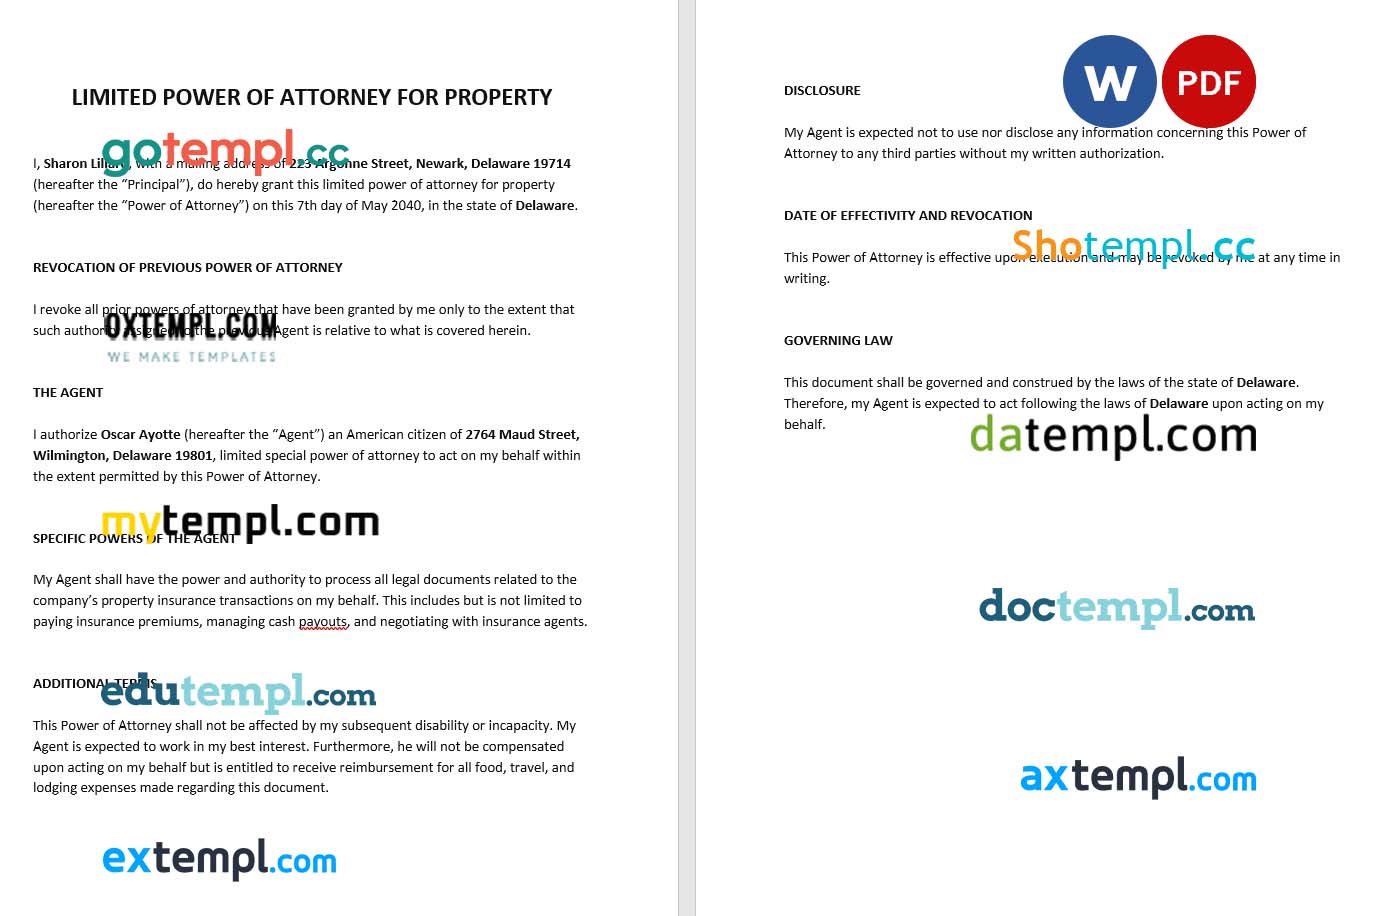 LIMITED POWER OF ATTORNEY FOR PROPERTY
gotempl.cc
I, Sharon Lilians, with a mailing address of 223 Argonne Street, Newark, Delaware 19714
(hereafter the “Principal”), do hereby grant this limited power of attorney for property
(hereafter the “Power of Attorney”) on this 7th day of May 2040, in the state of Delaware.
REVOCATION OF PREVIOUS POWER OF ATTORNEY
I revoke all prior powers of attorney that have been granted by me only to the extent that
such authority assigned to the previous Agent is relative to what is covered herein.
OXTEMPL.COM
WE MAKE TEMPLATES
THE AGENT
I authorize Oscar Ayotte (hereafter the “Agent”) an American citizen of 2764 Maud Street,
Wilmington, Delaware 19801, limited special power of attorney to act on my behalf within
the extent permitted by this Power of Attorney.
mytempl.com
SPECIFIC POWERS OF THE AGENT
My Agent shall have the power and authority to process all legal documents related to the
company’s property insurance transactions on my behalf. This includes but is not limited to
paying insurance premiums, managing cash payouts, and negotiating with insurance agents.
ADDITIONAL TERMS
edutempl.com
This Power of Attorney shall not be affected by my subsequent disability or incapacity. My
Agent is expected to work in my best interest. Furthermore, he will not be compensated
upon acting on my behalf but is entitled to receive reimbursement for all food, travel, and
lodging expenses made regarding this document.
extempl.com
W PDF
DISCLOSURE
My Agent is expected not to use nor disclose any information concerning this Power of
Attorney to any third parties without my written authorization.
DATE OF EFFECTIVITY AND REVOCATION
Shotempl.cc
This Power of Attorney is effective upon execution and may be revoked by me at any time in
writing.
GOVERNING LAW
This document shall be governed and construed by the laws of the state of Delaware.
Therefore, my Agent is expected to act following the laws of Delaware upon acting on my
behalf.
datempl.com
doctempl.com
axtempl.com